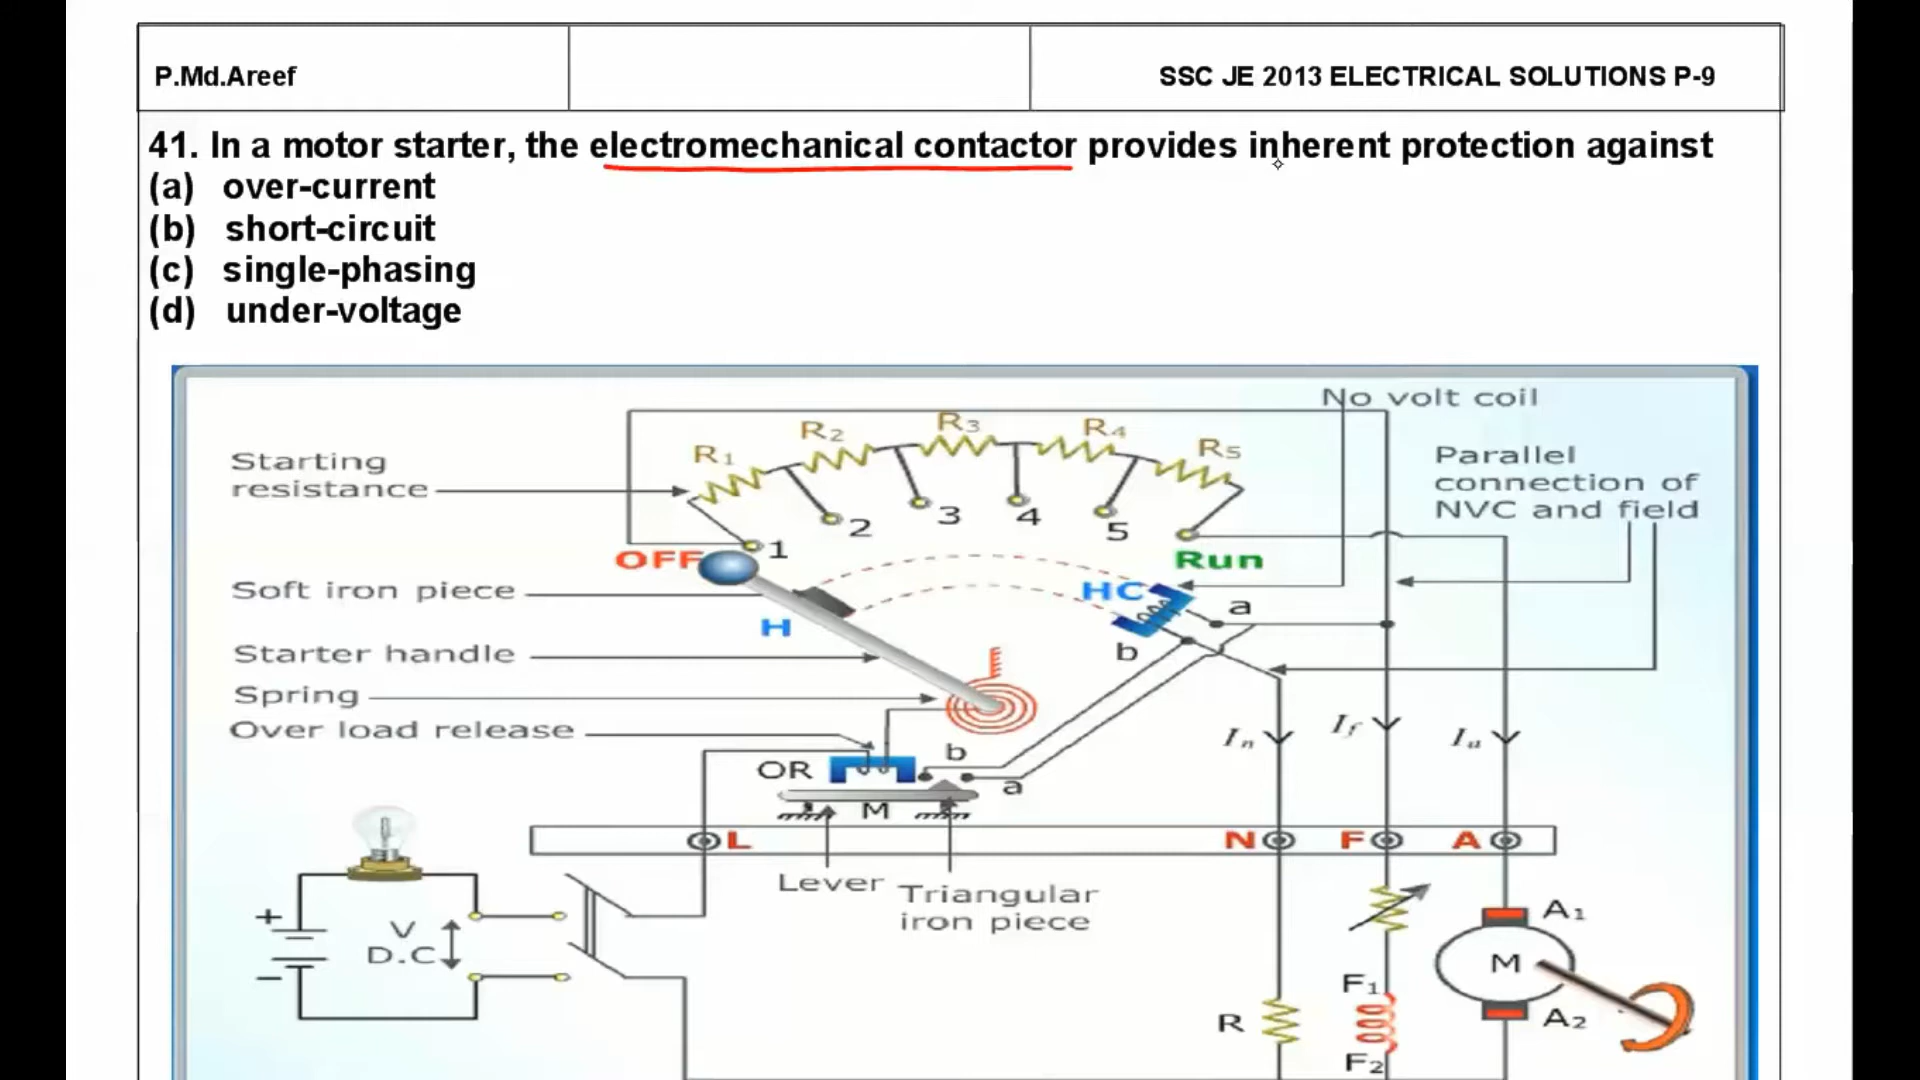 P.Md.Areef
SSC JE 2013 ELECTRICAL SOLUTIONS P-9
41. In a motor starter, the electromechanical contactor provides inherent protection against
(a) over-current
(b) short-circuit
(c) single-phasing
(d) under-voltage
No volt coil
R1
R2
R3
R4
R5
Starting
resistance
Parallel
connection of
NVC and field
1
2
3
4
5
OFF
Run
Soft iron piece
H
HC
a
b
Starter handle
Spring
Over load release
OR
b
a
M
In
If
Ia
L
N
F
A
Lever
Triangular
iron piece
+
V
D.C
-
A1
M
A2
R
F1
F2